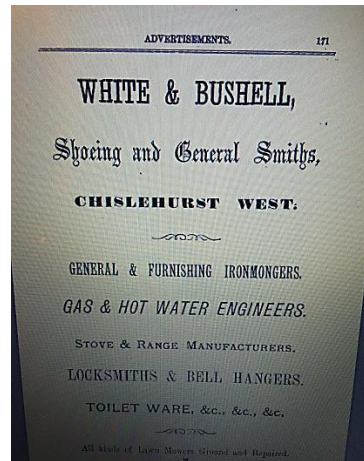 ADVERTISEMENTS. 171
WHITE & BUSHELL,
Shoeing and General Smiths,
CHISLEHURST WEST.
GENERAL & FURNISHING IRONMONGERS.
GAS & HOT WATER ENGINEERS.
STOVE & RANGE MANUFACTURERS.
LOCKSMITHS & BELL HANGERS.
TOILET WARE, &c., &c., &c.
All kinds of Lawn Mowers Ground and Repaired.